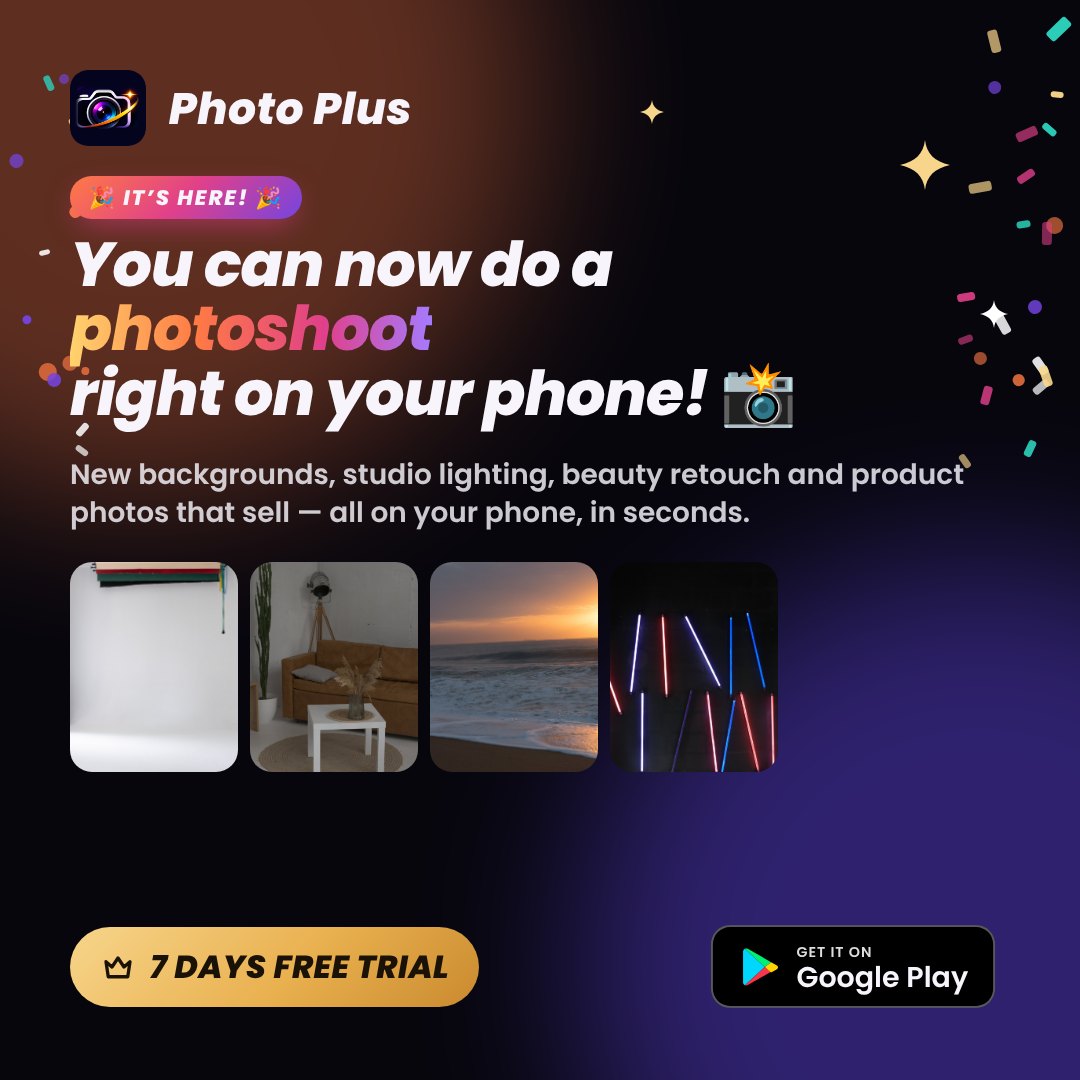 Photo Plus
🎉 IT’S HERE! 🎉
You can now do a
photoshoot
right on your phone! 📸
New backgrounds, studio lighting, beauty retouch and product
photos that sell — all on your phone, in seconds.
7 DAYS FREE TRIAL
GET IT ON
Google Play